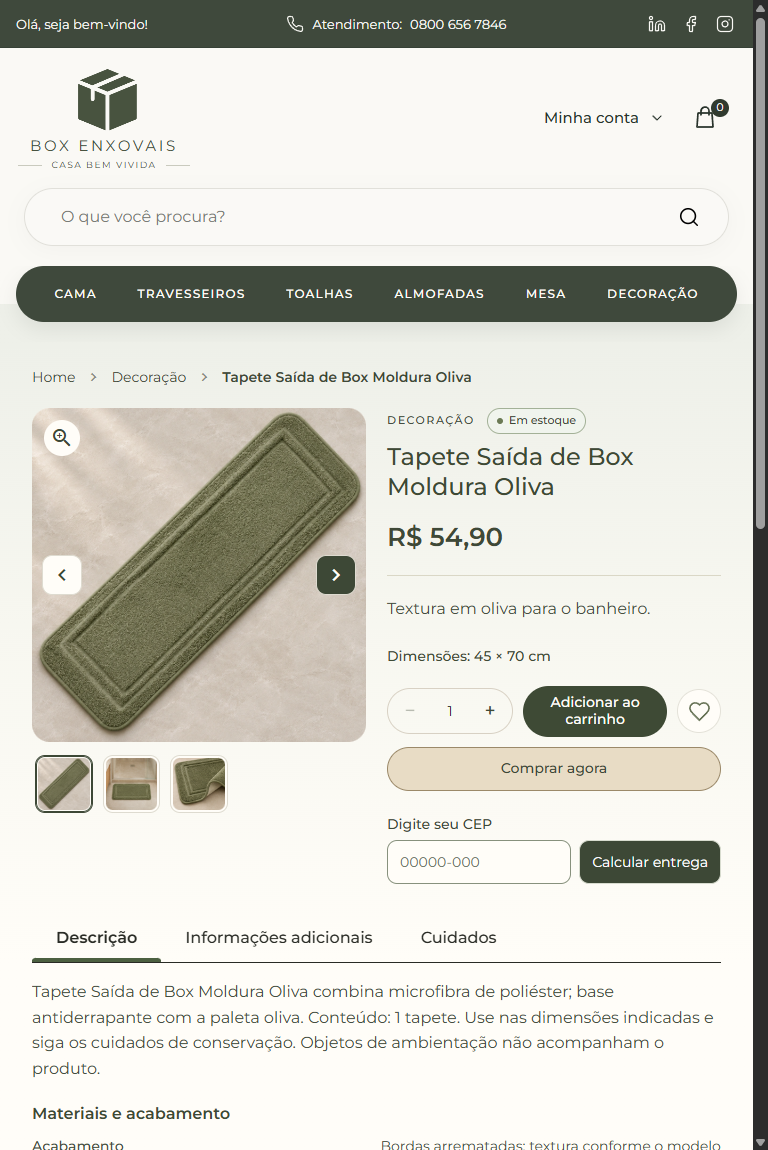 Olá, seja bem-vindo!
Atendimento: 0800 656 7846
BOX ENXOVAIS
CASA BEM VIVIDA
Minha conta
0
O que você procura?
CAMA TRAVESSEIROS TOALHAS ALMOFADAS MESA DECORAÇÃO
Home > Decoração > Tapete Saída de Box Moldura Oliva
DECORAÇÃO
Em estoque
Tapete Saída de Box
Moldura Oliva
R$ 54,90
Textura em oliva para o banheiro.
Dimensões: 45 × 70 cm
− 1 +
Adicionar ao
carrinho
Comprar agora
Digite seu CEP
00000-000
Calcular entrega
Descrição Informações adicionais Cuidados
Tapete Saída de Box Moldura Oliva combina microfibra de poliéster; base
antiderrapante com a paleta oliva. Conteúdo: 1 tapete. Use nas dimensões indicadas e
siga os cuidados de conservação. Objetos de ambientação não acompanham o
produto.
Materiais e acabamento
Acabamento Bordas arrematadas; textura conforme o modelo